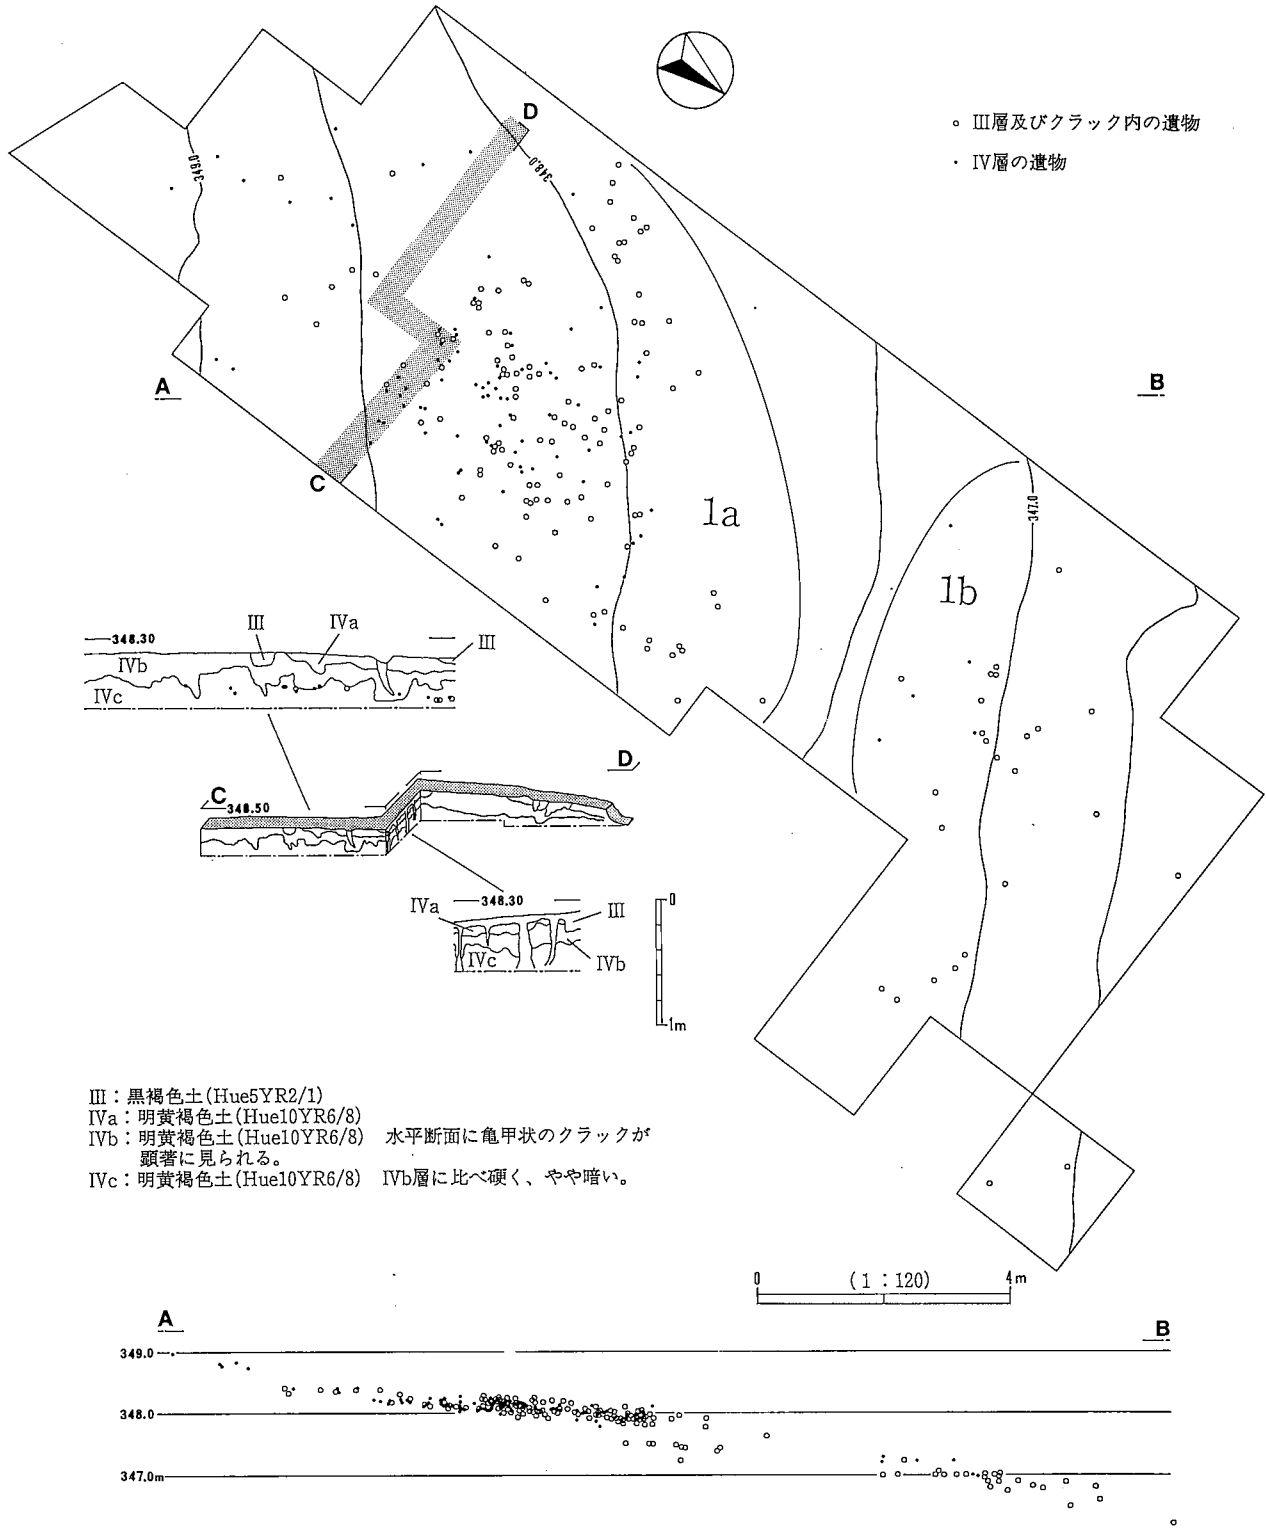 D
○ III層及びクラック内の遺物
・ IV層の遺物
349.0
348.0
A
B
C
1a
347.0
1b
III
IVa
348.30
III
IVb
IVc
D
C
348.50
IVa
348.30
III
IVc
IVb
0
1m
III：黒褐色土(Hue5YR2/1)
IVa：明黄褐色土(Hue10YR6/8)
IVb：明黄褐色土(Hue10YR6/8)　水平断面に亀甲状のクラックが
顕著に見られる。
IVc：明黄褐色土(Hue10YR6/8)　IVb層に比べ硬く、やや暗い。
0 (1：120) 4m
A
B
349.0
348.0
347.0m